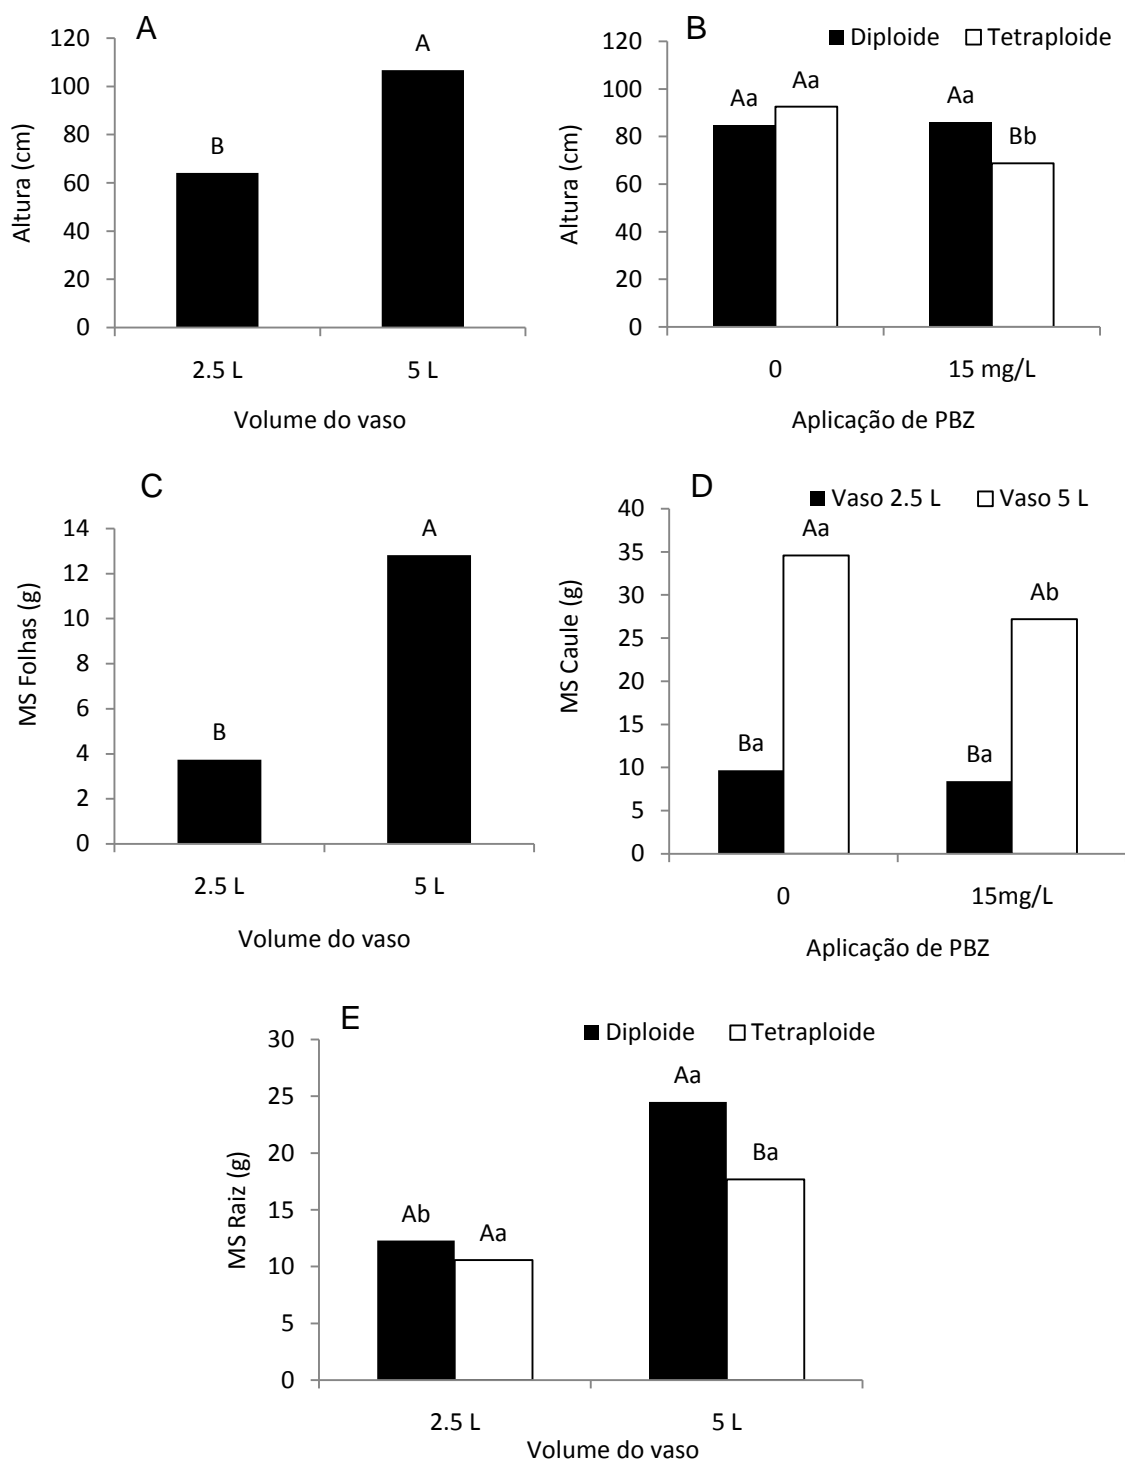 A
120
100
80
60
40
20
0
Altura (cm)
B
A
2.5 L
5 L
Volume do vaso
B
Diploide Tetraploide
120
100
80
60
40
20
0
Altura (cm)
Aa
Aa
Aa
Bb
0
15 mg/L
Aplicação de PBZ
C
14
12
10
8
6
4
2
0
MS Folhas (g)
B
A
2.5 L
5 L
Volume do vaso
D
Vaso 2.5 L Vaso 5 L
40
35
30
25
20
15
10
5
0
MS Caule (g)
Ba
Aa
Ba
Ab
0
15mg/L
Aplicação de PBZ
E
Diploide Tetraploide
30
25
20
15
10
5
0
MS Raiz (g)
Ab
Aa
Aa
Ba
2.5 L
5 L
Volume do vaso